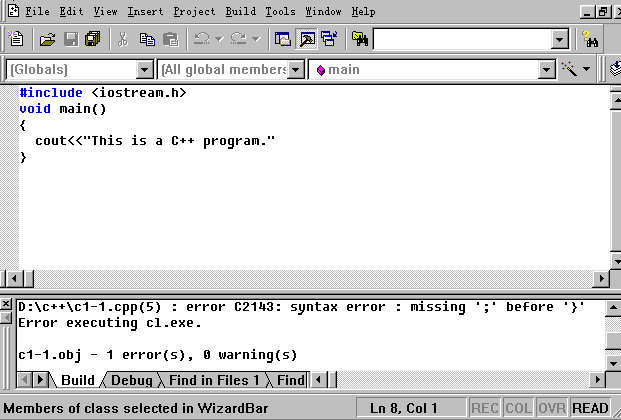 File Edit View Insert Project Build Tools Window Help
(Globals) (All global members main
#include <iostream.h>
void main()
{
cout<<"This is a C++ program."
}
D:\c++\c1-1.cpp(5) : error C2143: syntax error : missing ';' before '}'
Error executing cl.exe.
c1-1.obj - 1 error(s), 0 warning(s)
Build Debug Find in Files 1 Find
Members of class selected in WizardBar Ln 8, Col 1 REC COL OVR READ